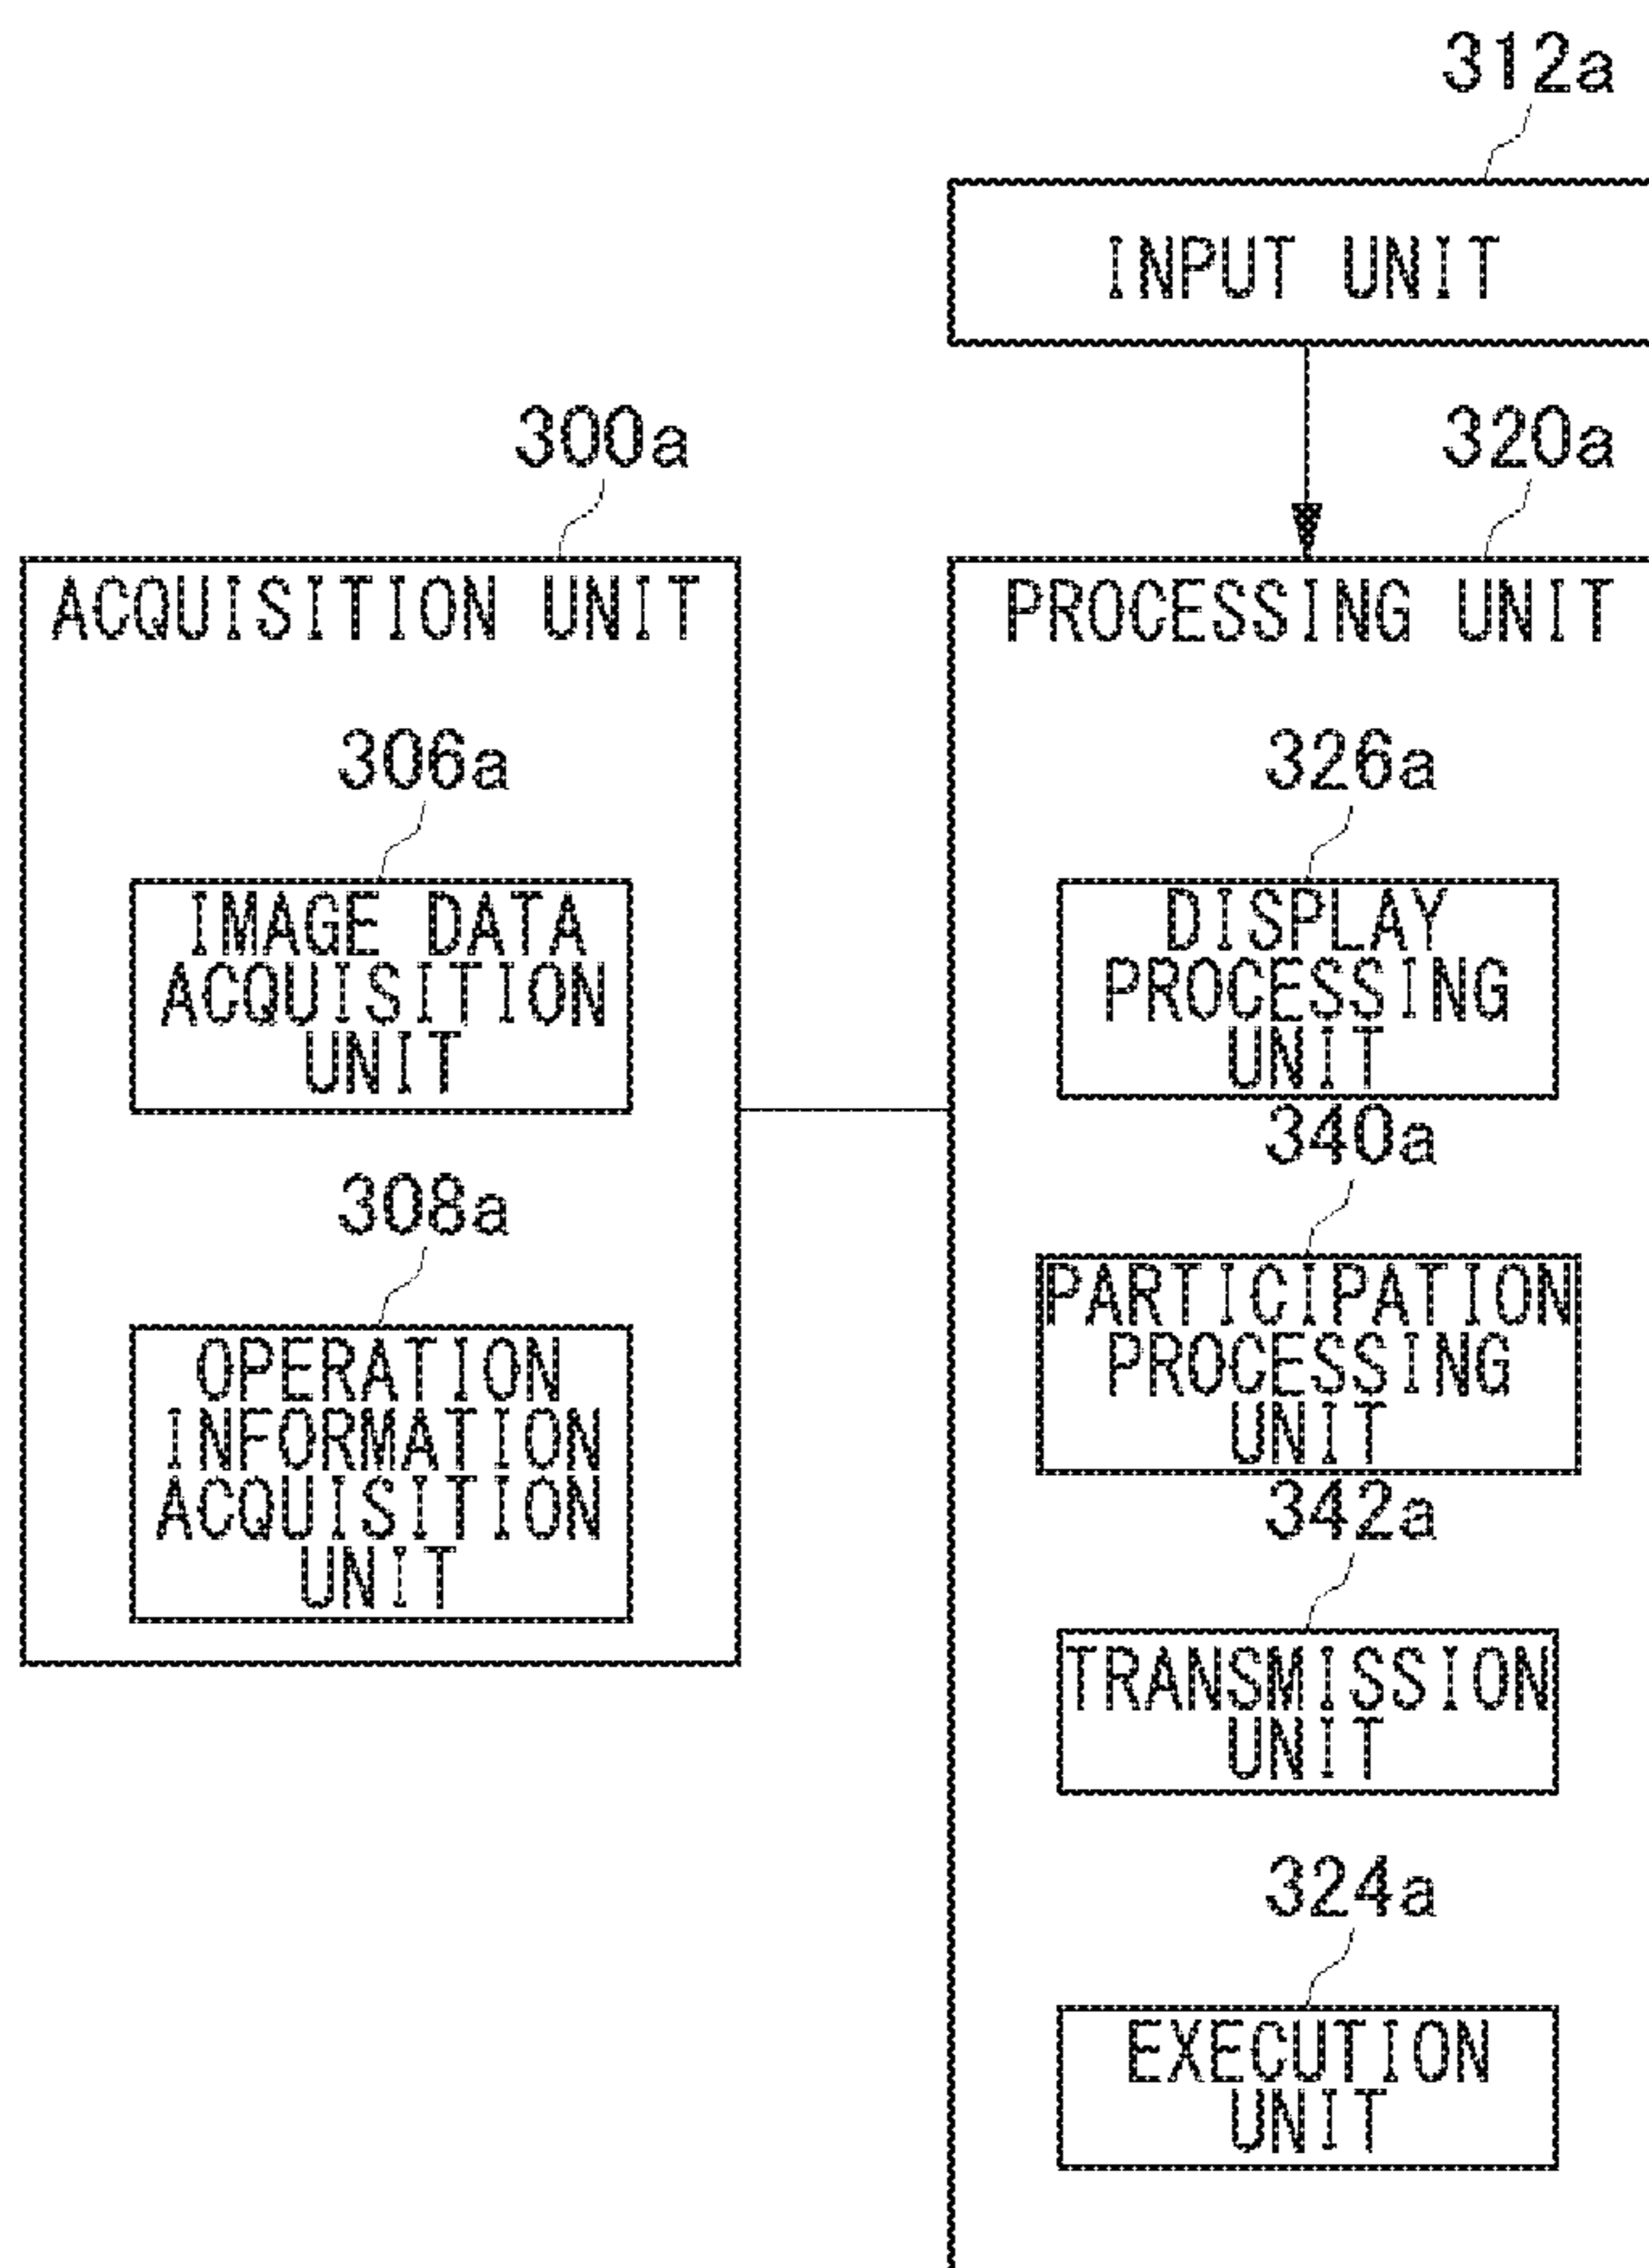 312a
INPUT UNIT
300a
ACQUISITION UNIT
306a
IMAGE DATA
ACQUISITION
UNIT
308a
OPERATION
INFORMATION
ACQUISITION
UNIT
320a
PROCESSING UNIT
326a
DISPLAY
PROCESSING
UNIT
340a
PARTICIPATION
PROCESSING
UNIT
342a
TRANSMISSION
UNIT
324a
EXECUTION
UNIT